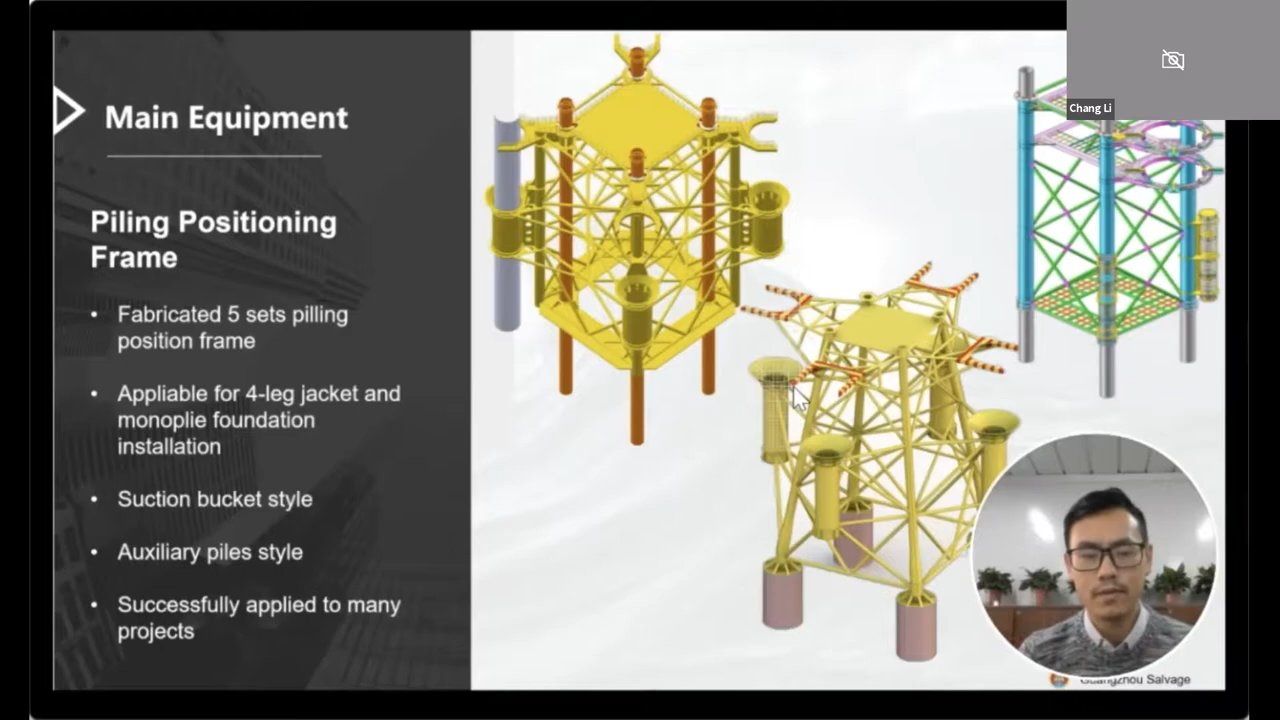 Main Equipment
Piling Positioning
Frame
• Fabricated 5 sets pilling
position frame
• Appliable for 4-leg jacket and
monoplie foundation
installation
• Suction bucket style
• Auxiliary piles style
• Successfully applied to many
projects
Chang Li
Guangzhou Salvage